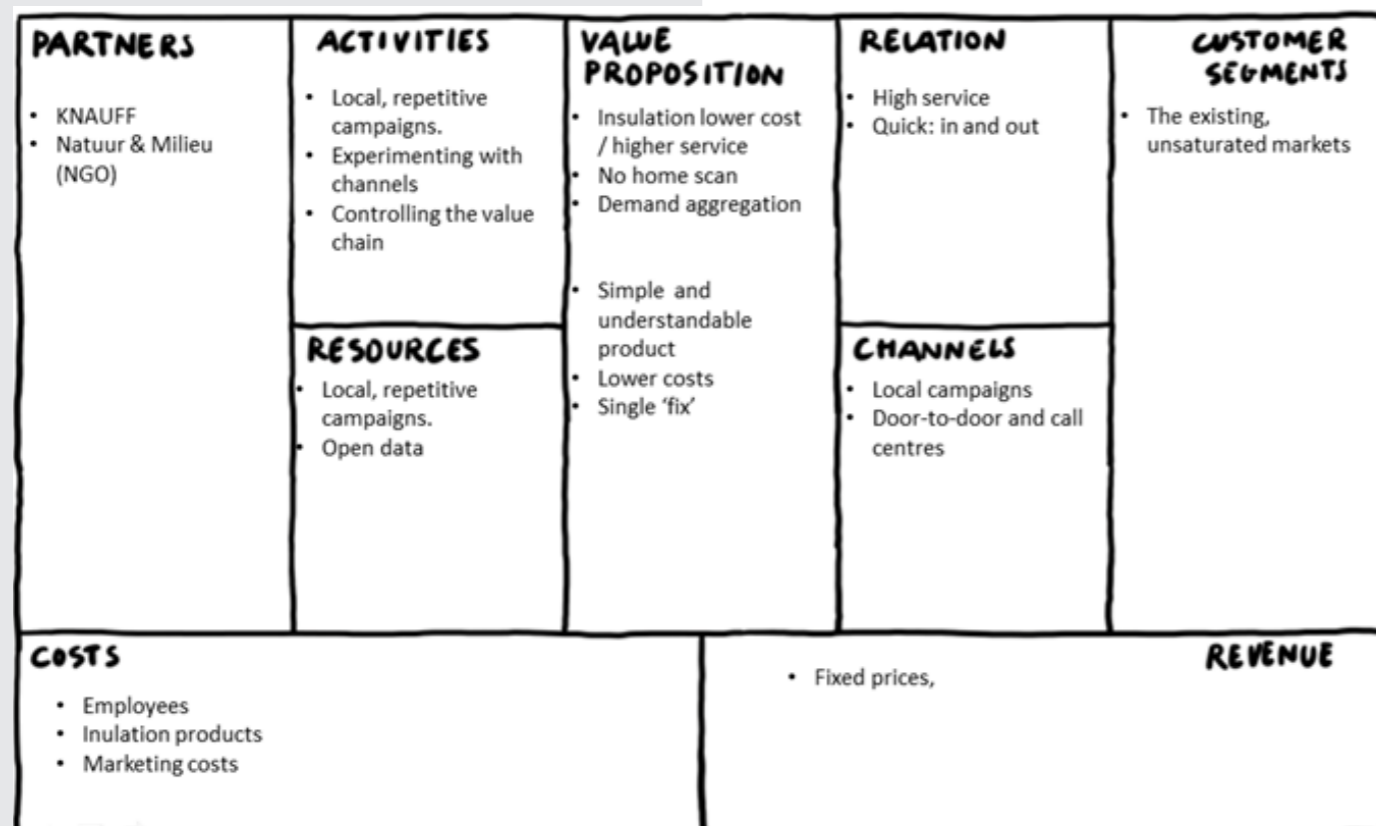 PARTNERS
• KNAUFF
• Natuur & Milieu
(NGO)
ACTIVITIES
• Local, repetitive
campaigns.
• Experimenting with
channels
• Controlling the value
chain
RESOURCES
• Local, repetitive
campaigns.
• Open data
VALUE
PROPOSITION
• Insulation lower cost
/ higher service
• No home scan
• Demand aggregation
• Simple and
understandable
product
• Lower costs
• Single ‘fix’
RELATION
• High service
• Quick: in and out
CHANNELS
• Local campaigns
• Door-to-door and call
centres
CUSTOMER
SEGMENTS
• The existing,
unsaturated markets
COSTS
• Employees
• Inulation products
• Marketing costs
REVENUE
• Fixed prices,